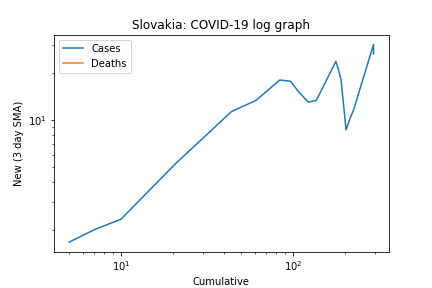 Slovakia: COVID-19 log graph
Cases
Deaths
New (3 day SMA)
10¹
10¹
10²
Cumulative